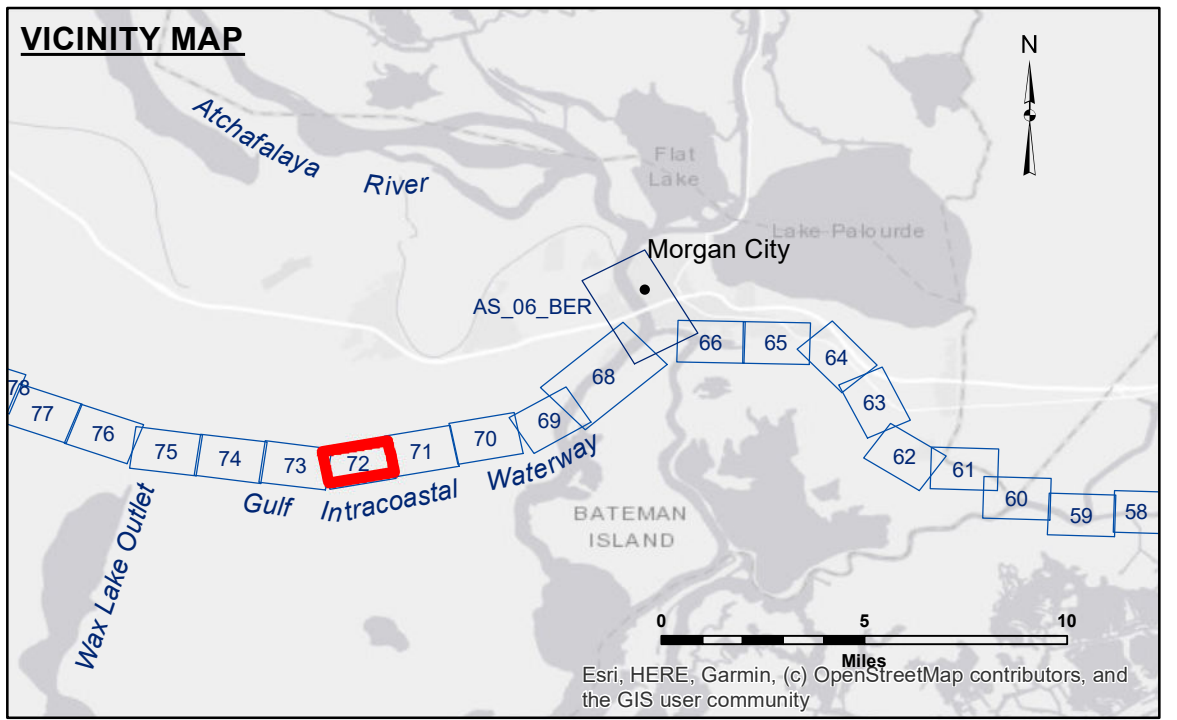 VICINITY MAP
N
Atchafalaya
River
Flat
Lake
Lake Palourde
Morgan City
AS_06_BER
66
65
64
68
63
78
77
69
76
70
75
74
73
72
71
62
61
60
59
58
Gulf
Intracoastal
Waterway
Wax Lake Outlet
BATEMAN
ISLAND
0
5
10
Miles
Esri, HERE, Garmin, (c) OpenStreetMap contributors, and
the GIS user community